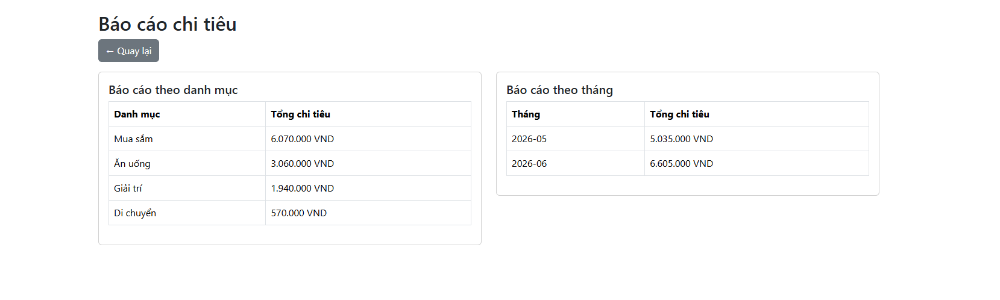 Báo cáo chi tiêu
← Quay lại
Báo cáo theo danh mục
Danh mục Tổng chi tiêu
Mua sắm 6.070.000 VND
Ăn uống 3.060.000 VND
Giải trí 1.940.000 VND
Di chuyển 570.000 VND
Báo cáo theo tháng
Tháng Tổng chi tiêu
2026-05 5.035.000 VND
2026-06 6.605.000 VND